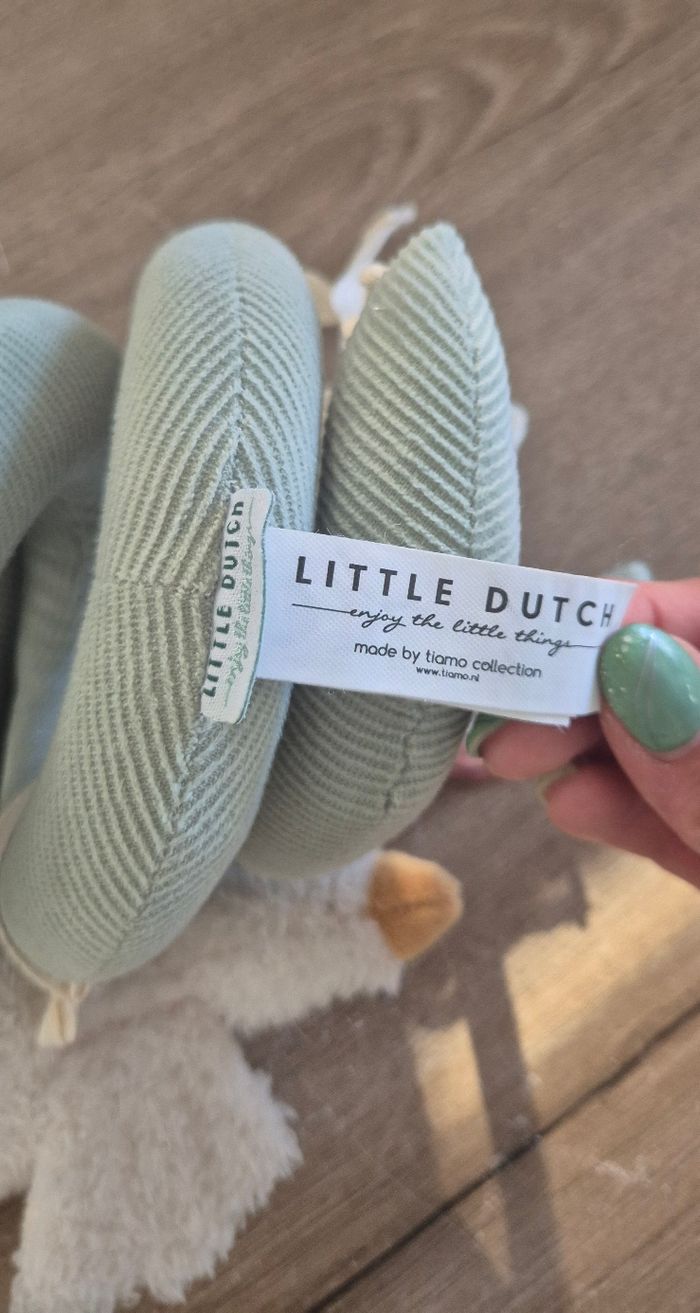 LITTLE DUTCH
enjoy the little things
made by tiamo collection
www.tiamo.nl
LITTLE DUTCH
enjoy the little things